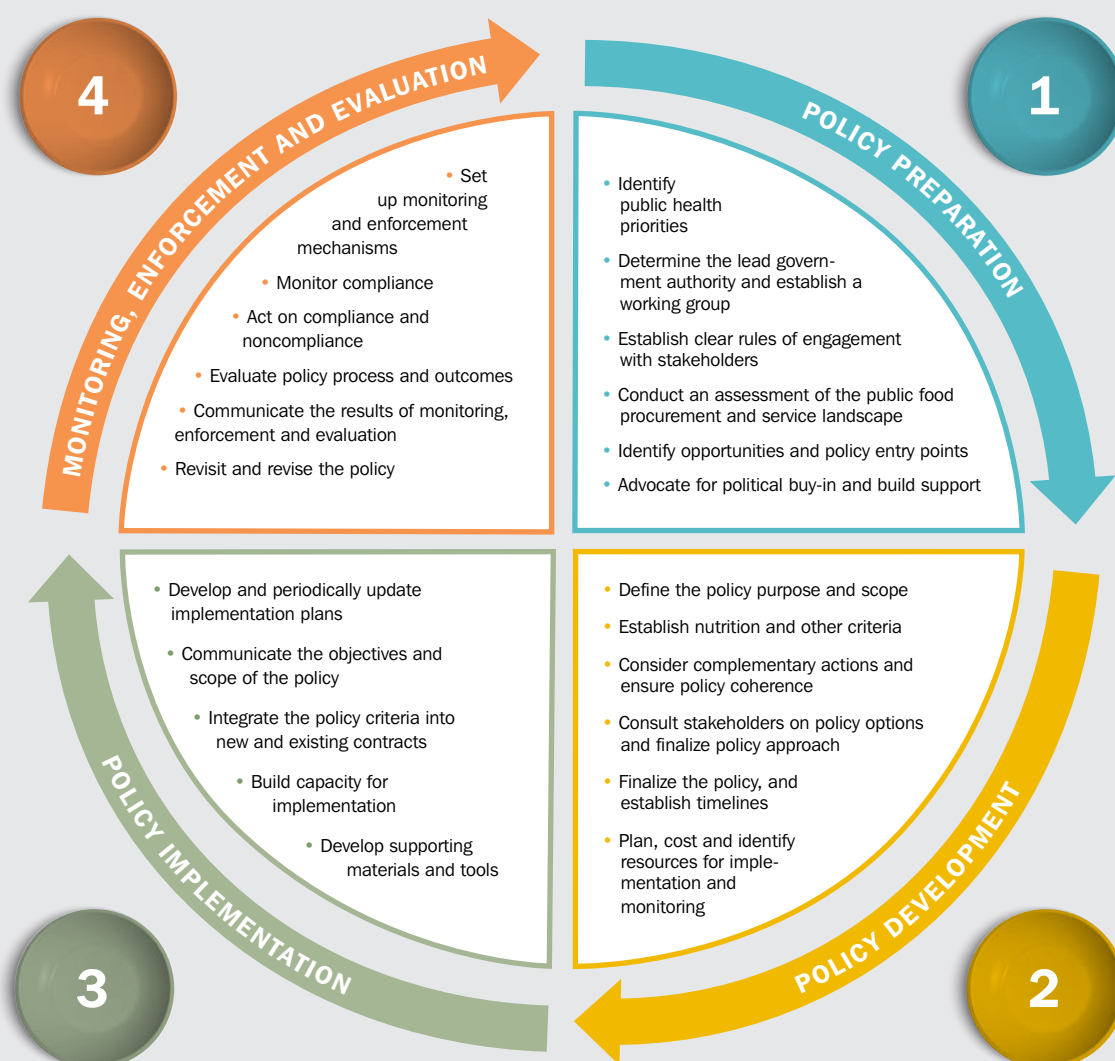 1
POLICY PREPARATION
• Identify
public health
priorities
• Determine the lead govern-
ment authority and establish a
working group
• Establish clear rules of engagement
with stakeholders
• Conduct an assessment of the public food
procurement and service landscape
• Identify opportunities and policy entry points
• Advocate for political buy-in and build support
2
POLICY DEVELOPMENT
• Define the policy purpose and scope
• Establish nutrition and other criteria
• Consider complementary actions and
ensure policy coherence
• Consult stakeholders on policy options
and finalize policy approach
• Finalize the policy, and
establish timelines
• Plan, cost and identify
resources for imple-
mentation and
monitoring
3
POLICY IMPLEMENTATION
• Develop and periodically update
implementation plans
• Communicate the objectives and
scope of the policy
• Integrate the policy criteria into
new and existing contracts
• Build capacity for
implementation
• Develop supporting
materials and tools
4
MONITORING, ENFORCEMENT AND EVALUATION
• Set
up monitoring
and enforcement
mechanisms
• Monitor compliance
• Act on compliance and
noncompliance
• Evaluate policy process and outcomes
• Communicate the results of monitoring,
enforcement and evaluation
• Revisit and revise the policy